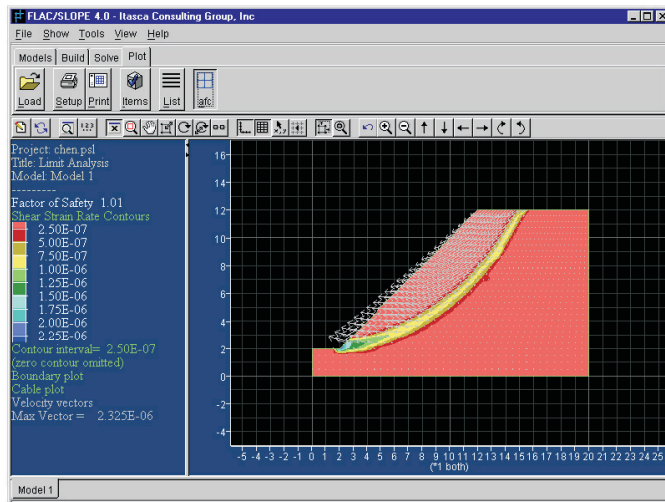 FLAC/SLOPE 4.0 - Itasca Consulting Group, Inc
File Show Tools View Help
Models Build Solve Plot
Load Setup Print Items List afc
Project: chen.psl
Title: Limit Analysis
Model: Model 1
----------
Factor of Safety 1.01
Shear Strain Rate Contours
2.50E-07
5.00E-07
7.50E-07
1.00E-06
1.25E-06
1.50E-06
1.75E-06
2.00E-06
2.25E-06
Contour interval= 2.50E-07
(zero contour omitted)
Boundary plot
Cable plot
Velocity vectors
Max Vector = 2.325E-06
16
14
12
10
8
6
4
2
0
-2
-4
-5 -4 -3 -2 -1 0 1 2 3 4 5 6 7 8 9 10 11 12 13 14 15 16 17 18 19 20 21 22 23 24 25
(*1 both)
Model 1